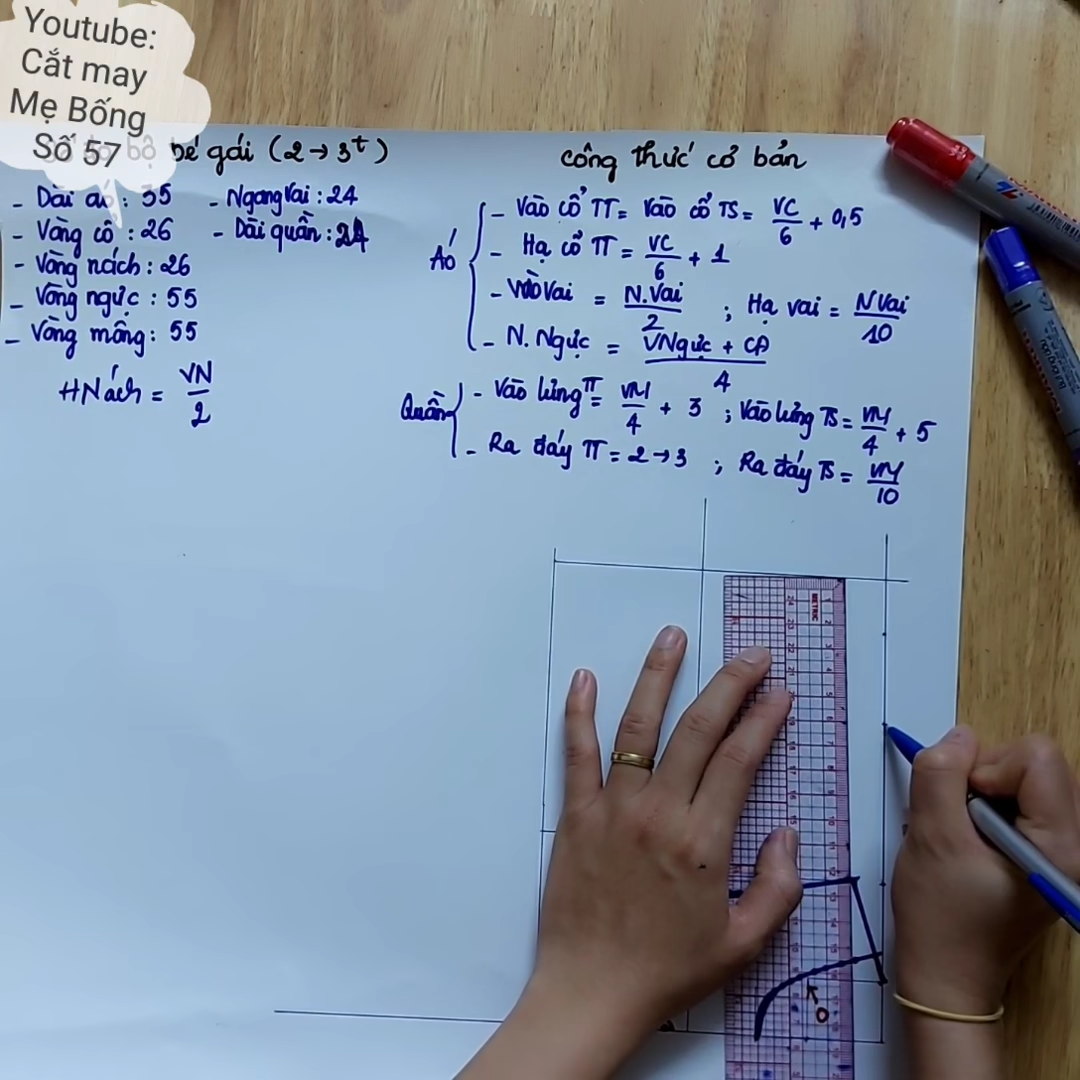 Youtube:
Cắt may
Mẹ Bống
Số 57
bộ bé gái (2→3t)
- Dài áo: 35
- Ngang Vai: 24
- Vòng cổ: 26
- Dài quần: 24
- Vòng nách: 26
- Vòng ngực: 55
- Vòng mông: 55
HNách = VN/2
công thức cơ bản
Áo
- Vào cổ TT = Vào cổ TS = VC/6 + 0,5
- Hạ cổ TT = VC/6 + 1
- Vào Vai = N.Vai/2 ; Hạ vai = NVai/10
- N.Ngực = VNgực + CĐ/4
Quần
- Vào lưng TT = VM/4 + 3 ; Vào lưng TS = VM/4 + 5
- Ra đáy TT = 2→3 ; Ra đáy TS = VM/10
METRIC